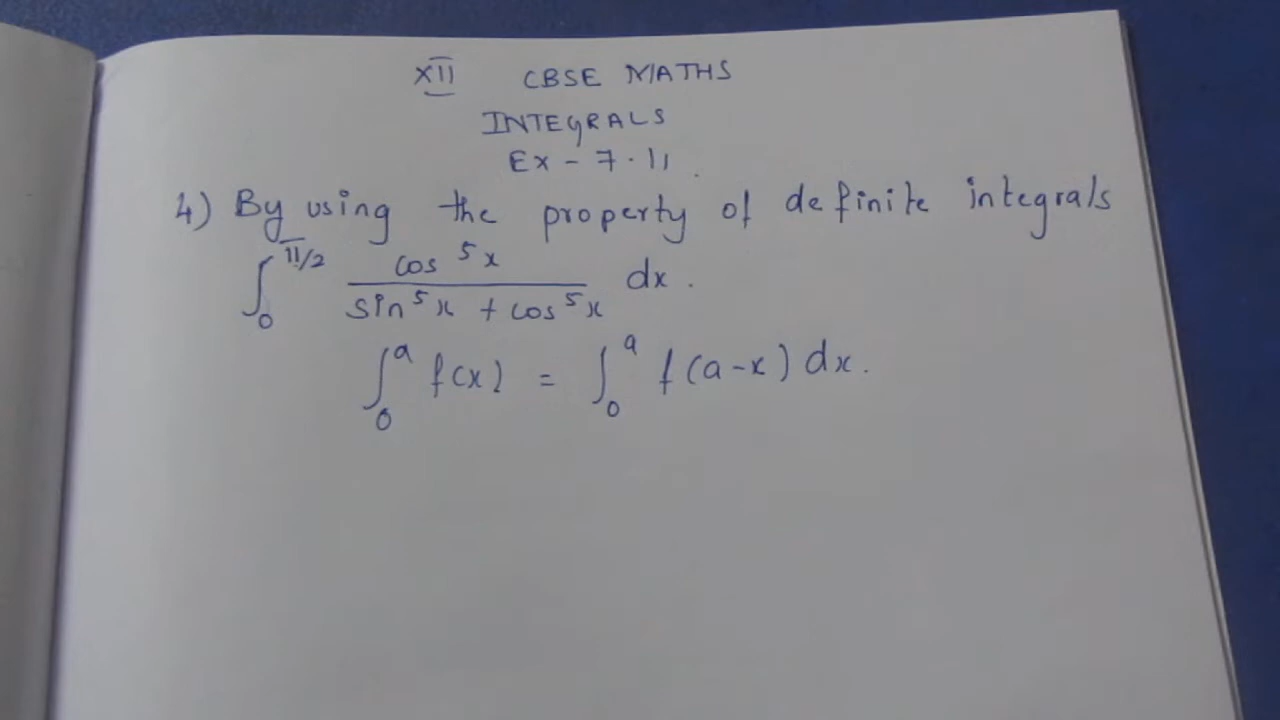 XII CBSE MATHS
INTEGRALS
Ex - 7.11.
4) By using the property of definite integrals
∫₀^π/2 cos⁵x / sin⁵x + cos⁵x dx.
∫₀^a f(x) = ∫₀^a f(a-x) dx.